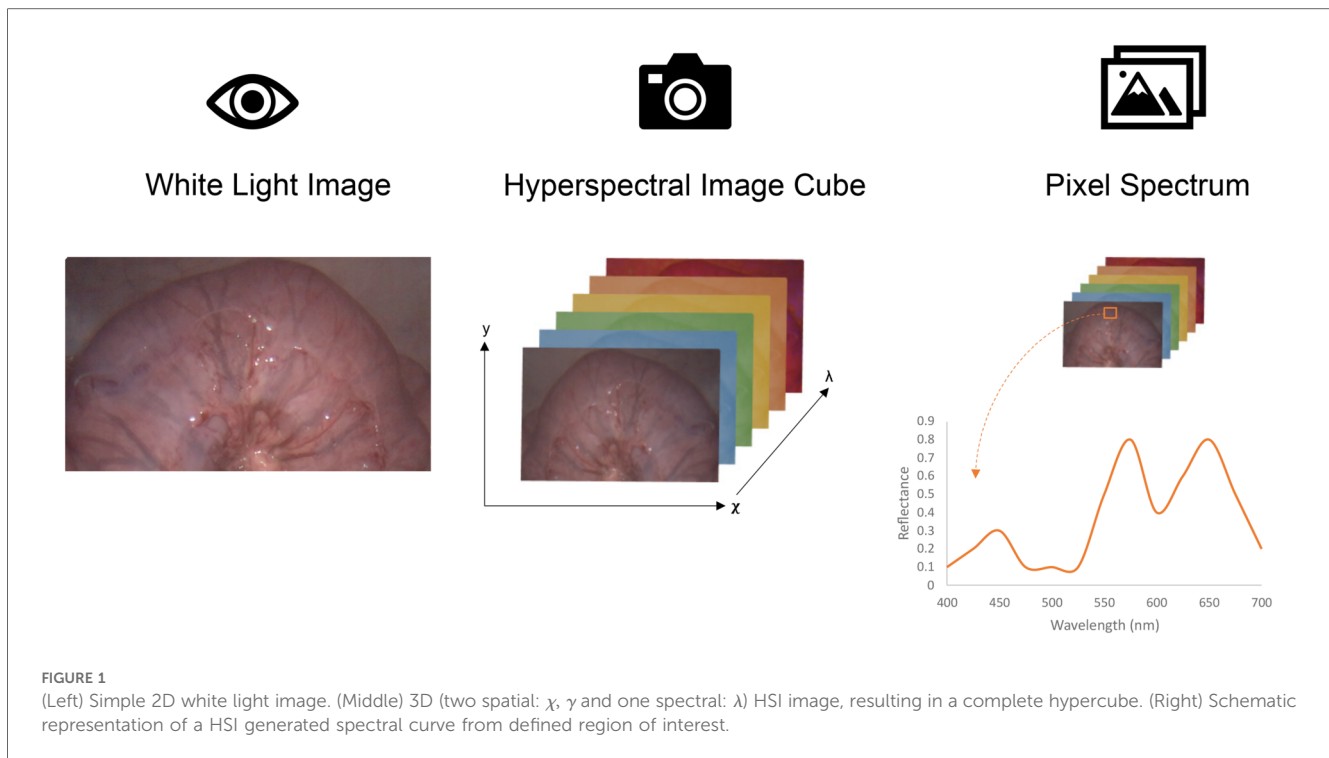 White Light Image
Hyperspectral Image Cube
Pixel Spectrum
y
λ
χ
0.9
0.8
0.7
0.6
0.5
0.4
0.3
0.2
0.1
0
Reflectance
400 450 500 550 600 650 700
Wavelength (nm)
FIGURE 1
(Left) Simple 2D white light image. (Middle) 3D (two spatial: χ, γ and one spectral: λ) HSI image, resulting in a complete hypercube. (Right) Schematic
representation of a HSI generated spectral curve from defined region of interest.